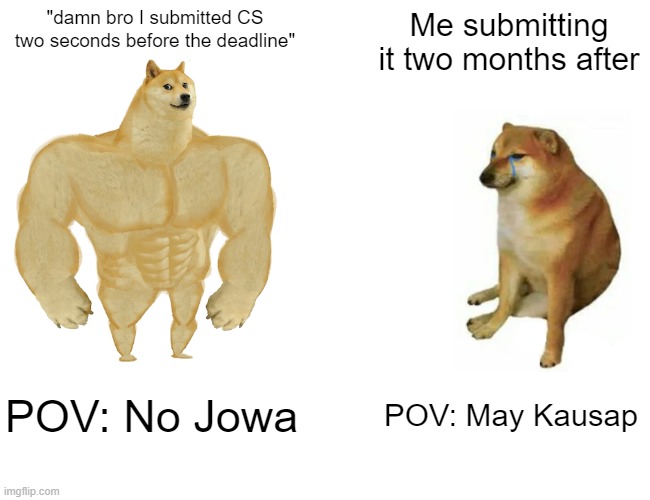 "damn bro I submitted CS
two seconds before the deadline"
Me submitting
it two months after
POV: No Jowa
POV: May Kausap
imgflip.com